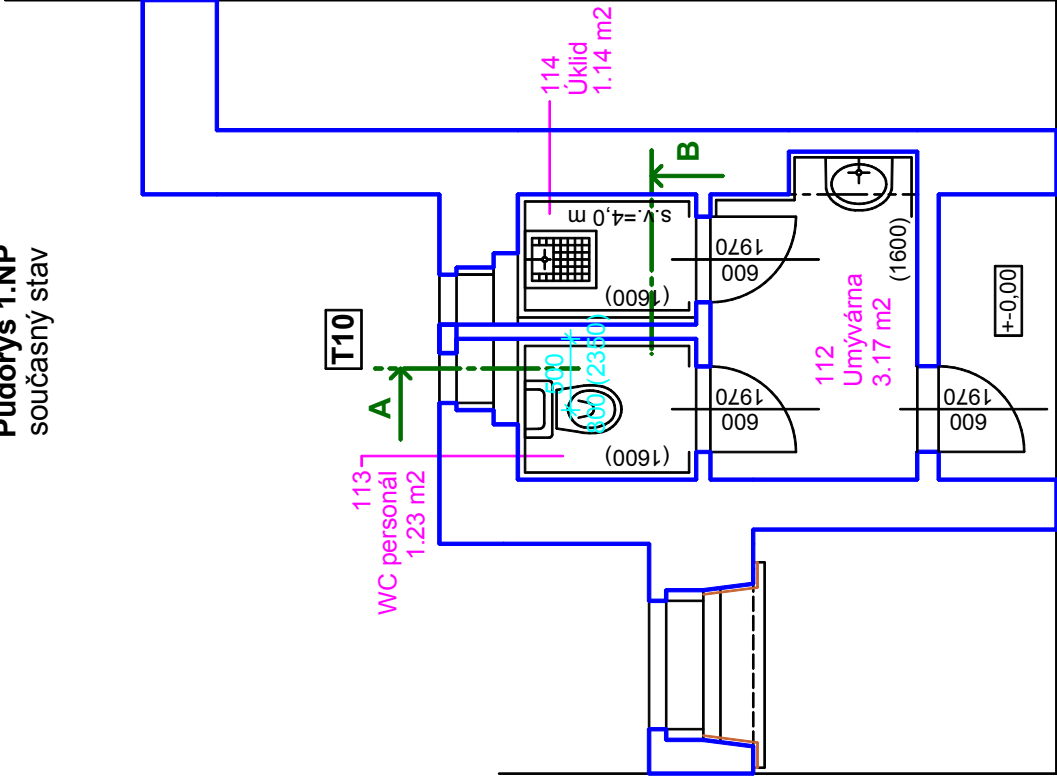 Půdorys 1.NP
současný stav
T10
A
113
WC personál
1.23 m2
114
Úklid
1.14 m2
B
s.v.=4,0 m
(1600)
500
800 (2350)
(1600)
600
1970
600
1970
112
Umývárna
3.17 m2
(1600)
600
1970
+-0,00